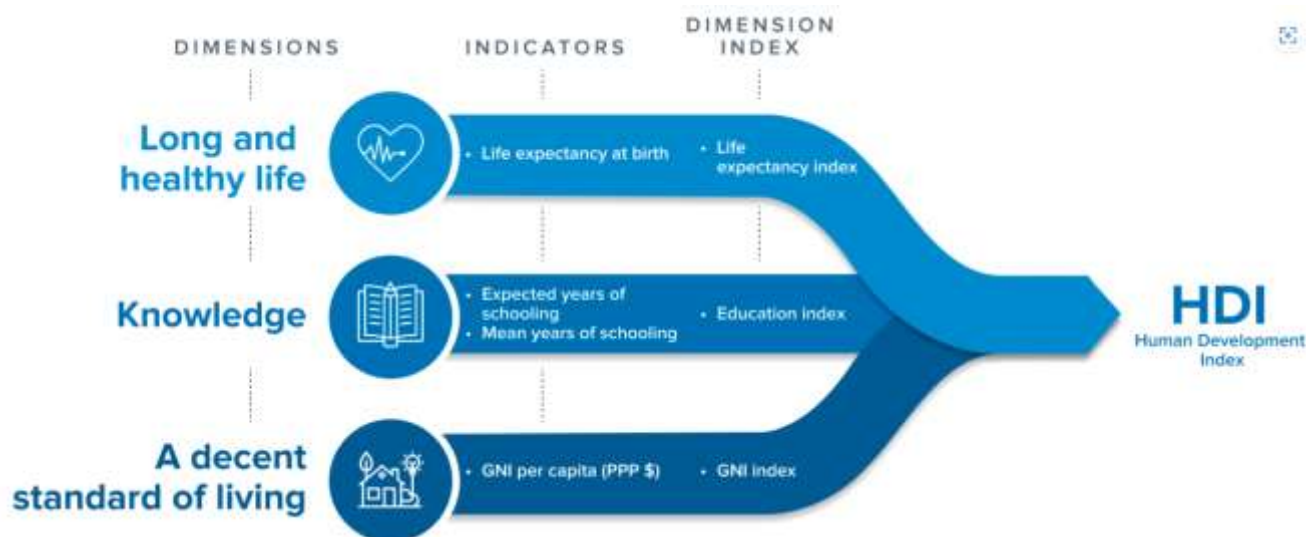 DIMENSIONS
INDICATORS
DIMENSION
INDEX
Long and
healthy life
• Life expectancy at birth
• Life
expectancy index
Knowledge
• Expected years of
schooling
• Mean years of schooling
• Education index
A decent
standard of living
• GNI per capita (PPP $)
• GNI index
HDI
Human Development
Index